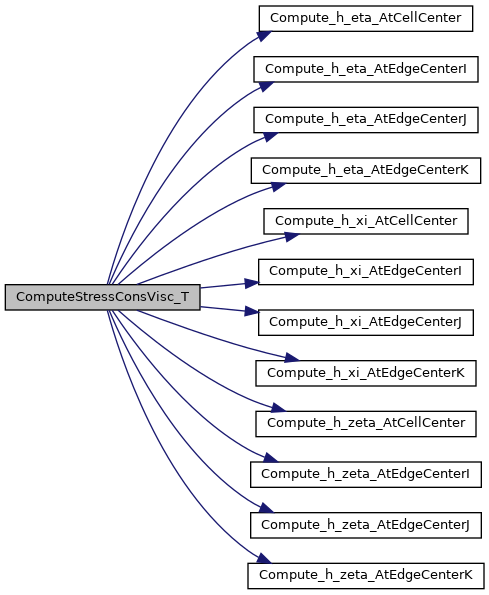 Compute_h_eta_AtCellCenter
Compute_h_eta_AtEdgeCenterI
Compute_h_eta_AtEdgeCenterJ
Compute_h_eta_AtEdgeCenterK
Compute_h_xi_AtCellCenter
Compute_h_xi_AtEdgeCenterI
ComputeStressConsVisc_T
Compute_h_xi_AtEdgeCenterJ
Compute_h_xi_AtEdgeCenterK
Compute_h_zeta_AtCellCenter
Compute_h_zeta_AtEdgeCenterI
Compute_h_zeta_AtEdgeCenterJ
Compute_h_zeta_AtEdgeCenterK